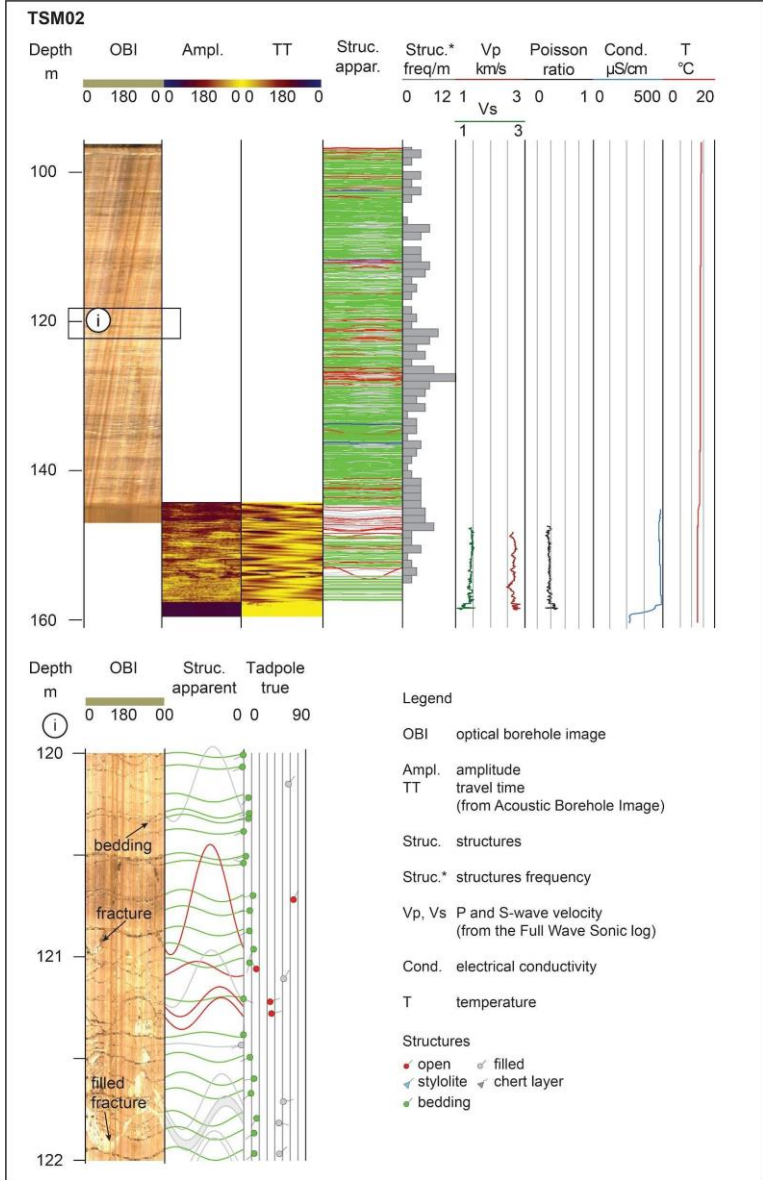 TSM02
Depth OBI Ampl. TT Struc. Struc.* Vp Poisson Cond. T
m appar. freq/m km/s ratio µS/cm °C
0 180 0 180 0 180 0 0 12 1 3 0 1 0 500 0 20
Vs
1 3
100
i
120
140
160
Depth OBI Struc. Tadpole
m apparent true
i 0 180 00 0 0 90
120
bedding
fracture
121
filled
fracture
122
Legend
OBI optical borehole image
Ampl. amplitude
TT travel time
(from Acoustic Borehole Image)
Struc. structures
Struc.* structures frequency
Vp, Vs P and S-wave velocity
(from the Full Wave Sonic log)
Cond. electrical conductivity
T temperature
Structures
open filled
stylolite chert layer
bedding